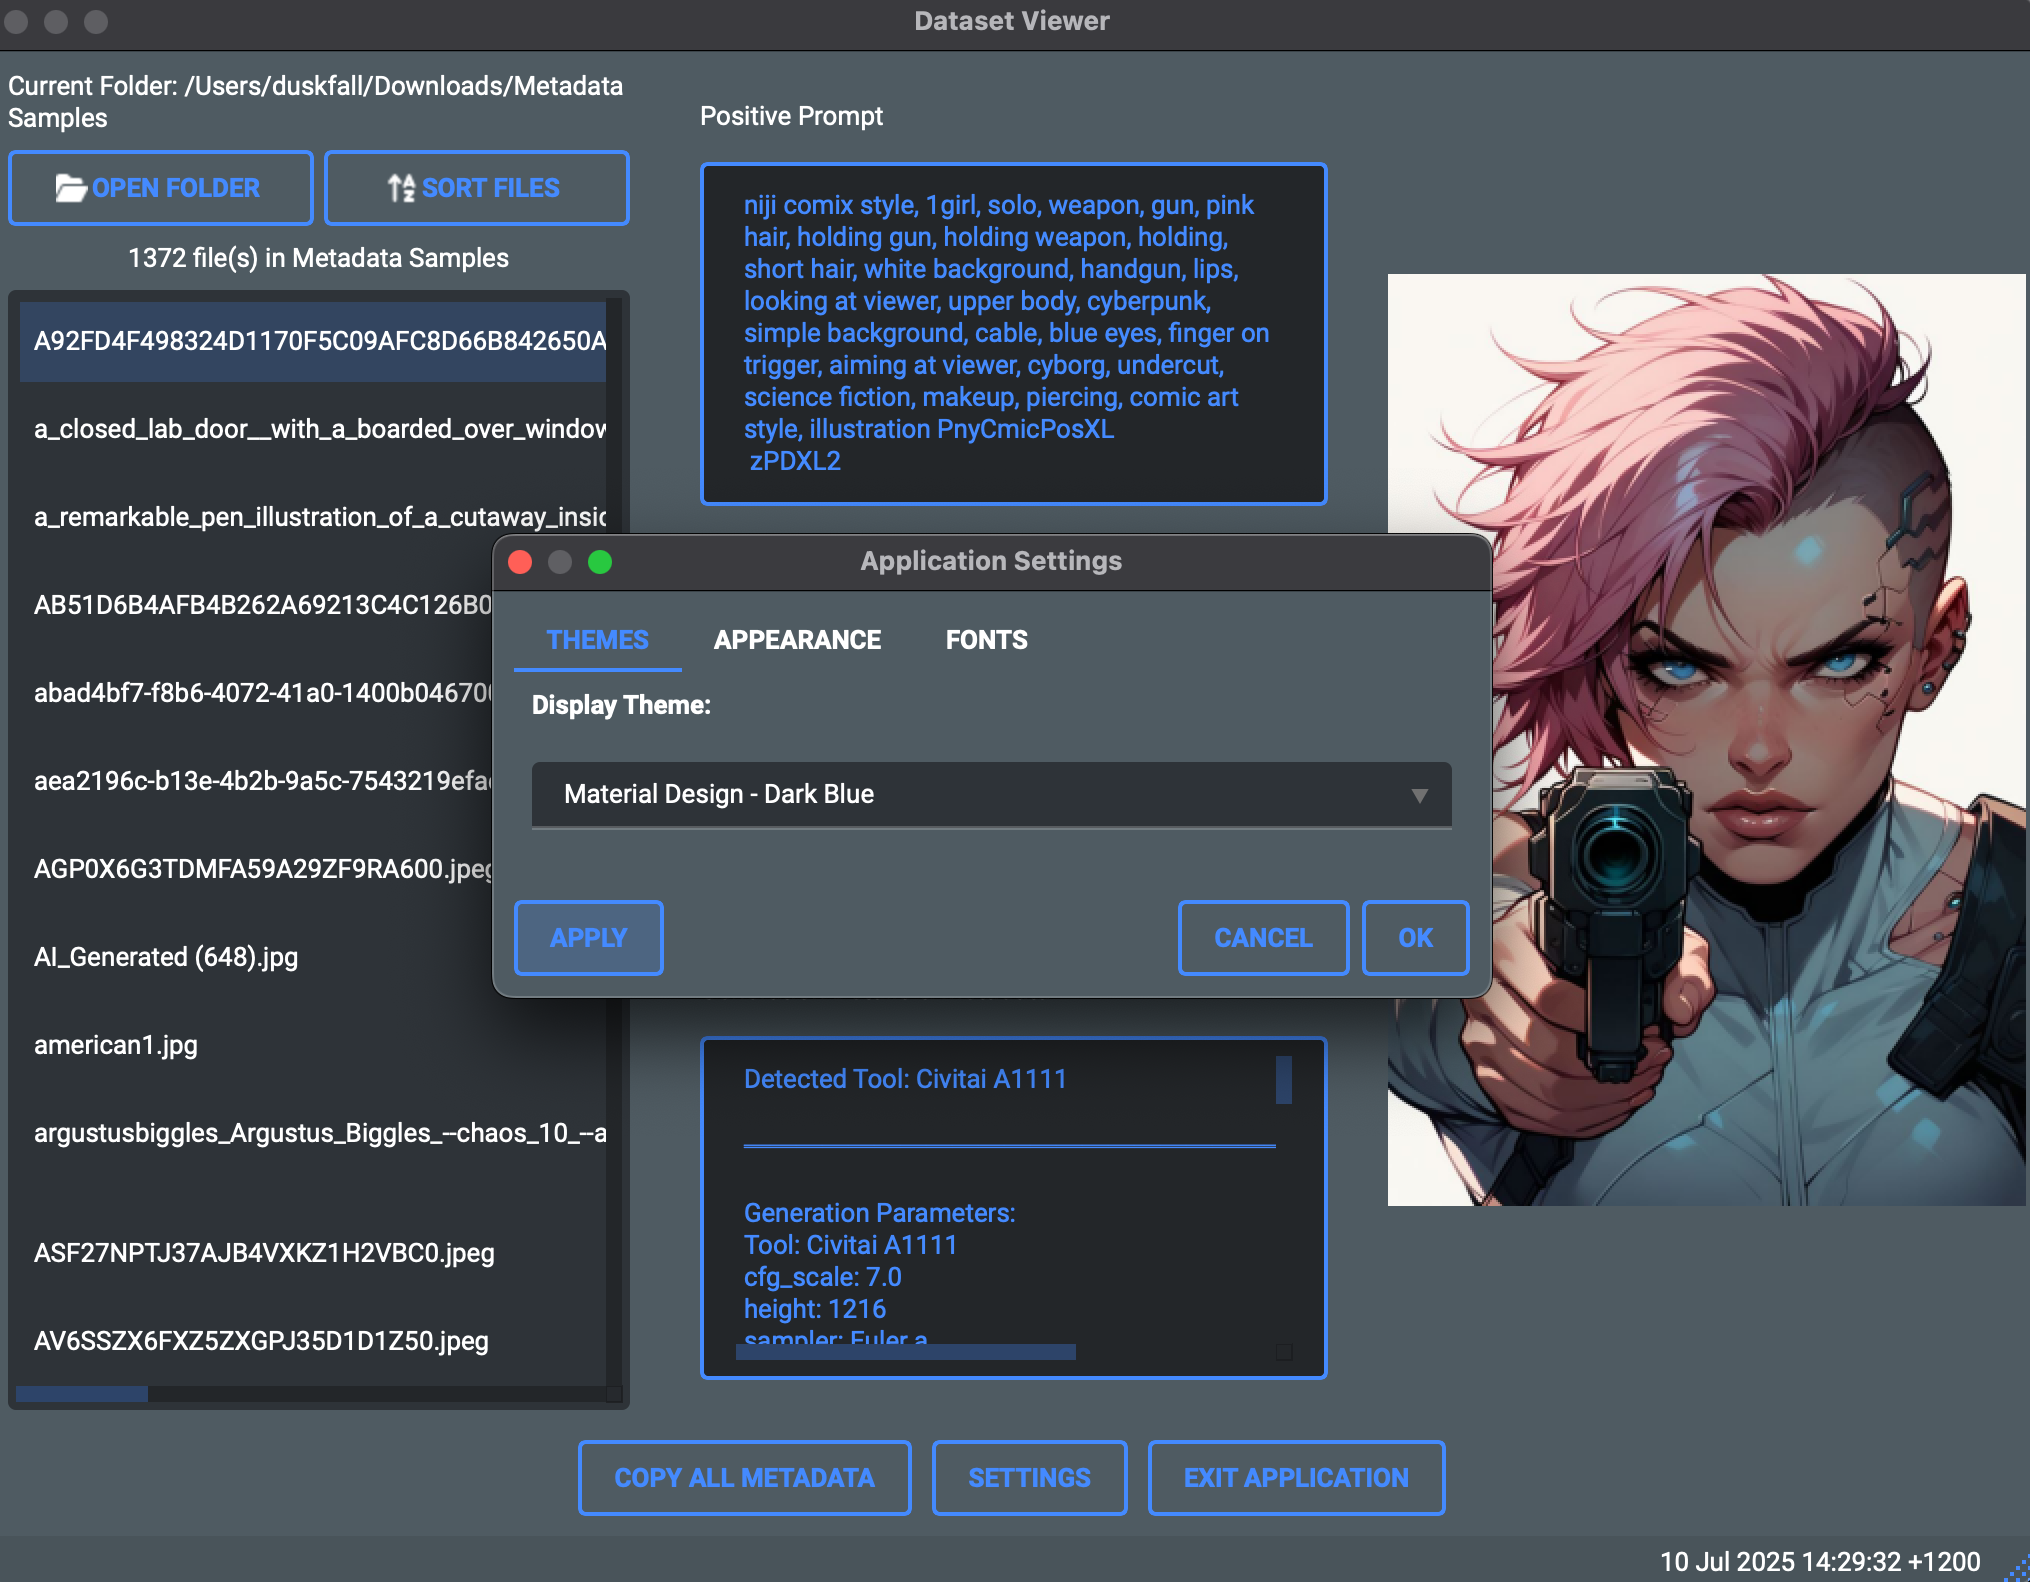 Dataset Viewer
Current Folder: /Users/duskfall/Downloads/Metadata
Samples
OPEN FOLDER
SORT FILES
1372 file(s) in Metadata Samples
A92FD4F498324D1170F5C09AFC8D66B842650A
a_closed_lab_door__with_a_boarded_over_window
a_remarkable_pen_illustration_of_a_cutaway_insid
AB51D6B4AFB4B262A69213C4C126B0
abad4bf7-f8b6-4072-41a0-1400b046700
aea2196c-b13e-4b2b-9a5c-7543219efa
AGP0X6G3TDMFA59A29ZF9RA600.jpeg
AI_Generated (648).jpg
american1.jpg
argustusbiggles_Argustus_Biggles_--chaos_10_--a
ASF27NPTJ37AJB4VXKZ1H2VBC0.jpeg
AV6SSZX6FXZ5ZXGPJ35D1D1Z50.jpeg
Positive Prompt
niji comix style, 1girl, solo, weapon, gun, pink
hair, holding gun, holding weapon, holding,
short hair, white background, handgun, lips,
looking at viewer, upper body, cyberpunk,
simple background, cable, blue eyes, finger on
trigger, aiming at viewer, cyborg, undercut,
science fiction, makeup, piercing, comic art
style, illustration PnyCmicPosXL
zPDXL2
Application Settings
THEMES
APPEARANCE
FONTS
Display Theme:
Material Design - Dark Blue
APPLY
CANCEL
OK
Detected Tool: Civitai A1111
Generation Parameters:
Tool: Civitai A1111
cfg_scale: 7.0
height: 1216
sampler: Euler a
COPY ALL METADATA
SETTINGS
EXIT APPLICATION
10 Jul 2025 14:29:32 +1200